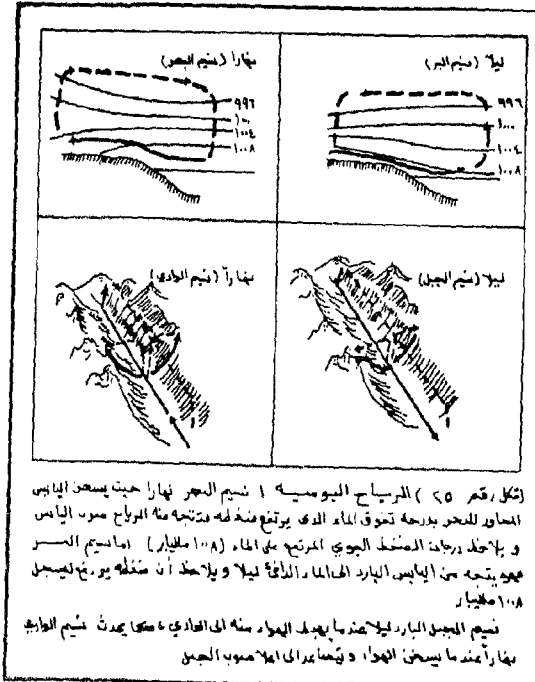 نهاراً (نسيم البحر)
٩٩٦
١٠٠٠
١٠٠٤
١٠٠٨
ليلاً (نسيم البر)
٩٩٦
١٠٠٠
١٠٠٤
١٠٠٨
نهاراً (نسيم الوادي)
ليلا (نسيم الجبل)
(شكل رقم ٢٥) الرياح اليومية ١ نسيم البحر نهارا حيث يسخن اليابس
المجاور للبحر بدرجة تفوق الماء الذى يرتفع ضغطه فتتجه منه الرياح صوب اليابس
و يلاحظ درجات الضغط الجوي المرتفع على الماء (١٠٠٨ مليبار) اما نسيم البـــر
فهو يتجه من اليابس البارد الى الماء الدافئ ليلا و يلاحظ أن ضغطه يرتفع ليسجل
١٠٠٨ مليبار
نسيم الجبل البارد ليلا عندما يهبط الهواء منه الى الوادي يحدث نسيم الوادي
نهاراً عندما يسخن الهواء و يتصاعد الى اعلا صوب الجبل